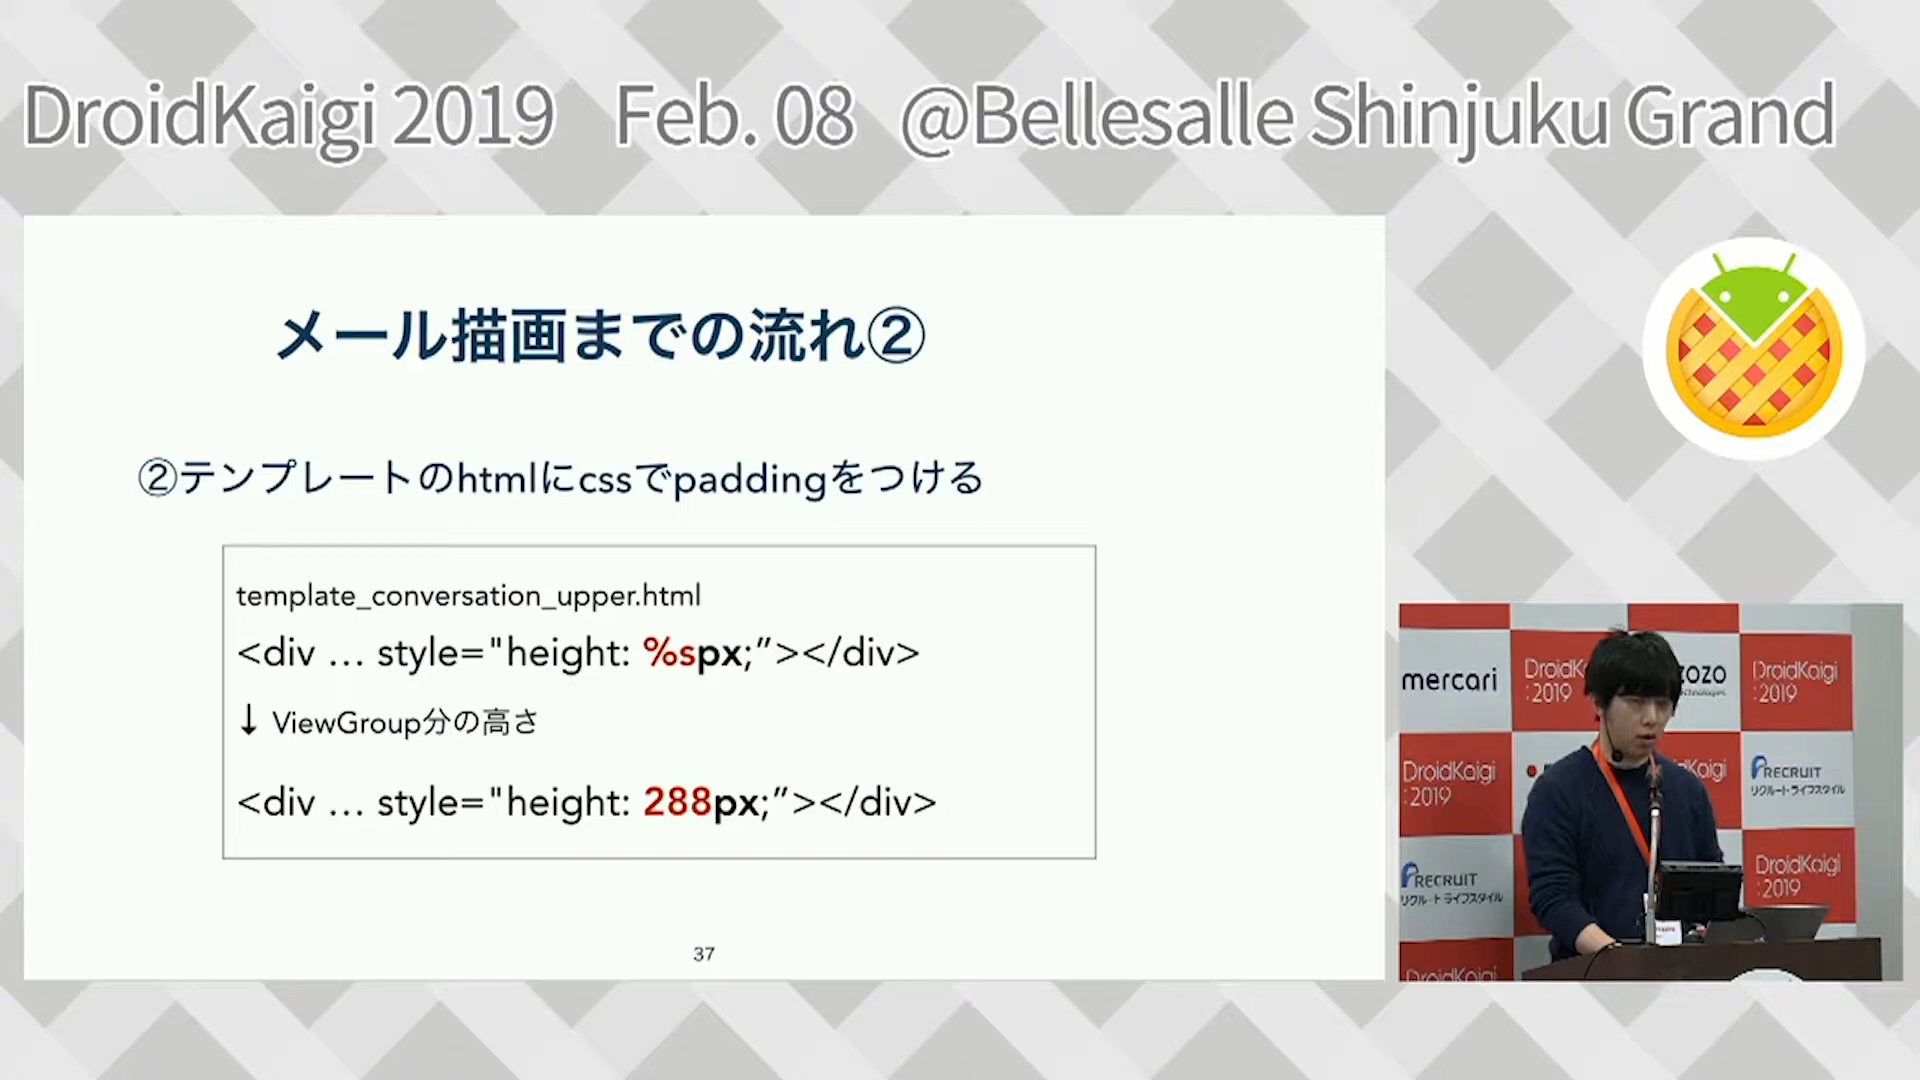 DroidKaigi 2019 Feb. 08 @Bellesalle Shinjuku Grand
メール描画までの流れ②
②テンプレートのhtmlにcssでpaddingをつける
template_conversation_upper.html
<div … style="height: %spx;”></div>
↓ ViewGroup分の高さ
<div … style="height: 288px;”></div>
37
mercari
DroidK
:2019
zozo
technologies
DroidKaigi
:2019
DroidKaigi
:2019
dKaigi
RECRUIT
リクルートライフスタイル
RECRUIT
リクルートライフスタイル
DroidKaigi
:2019
DroidKaigi